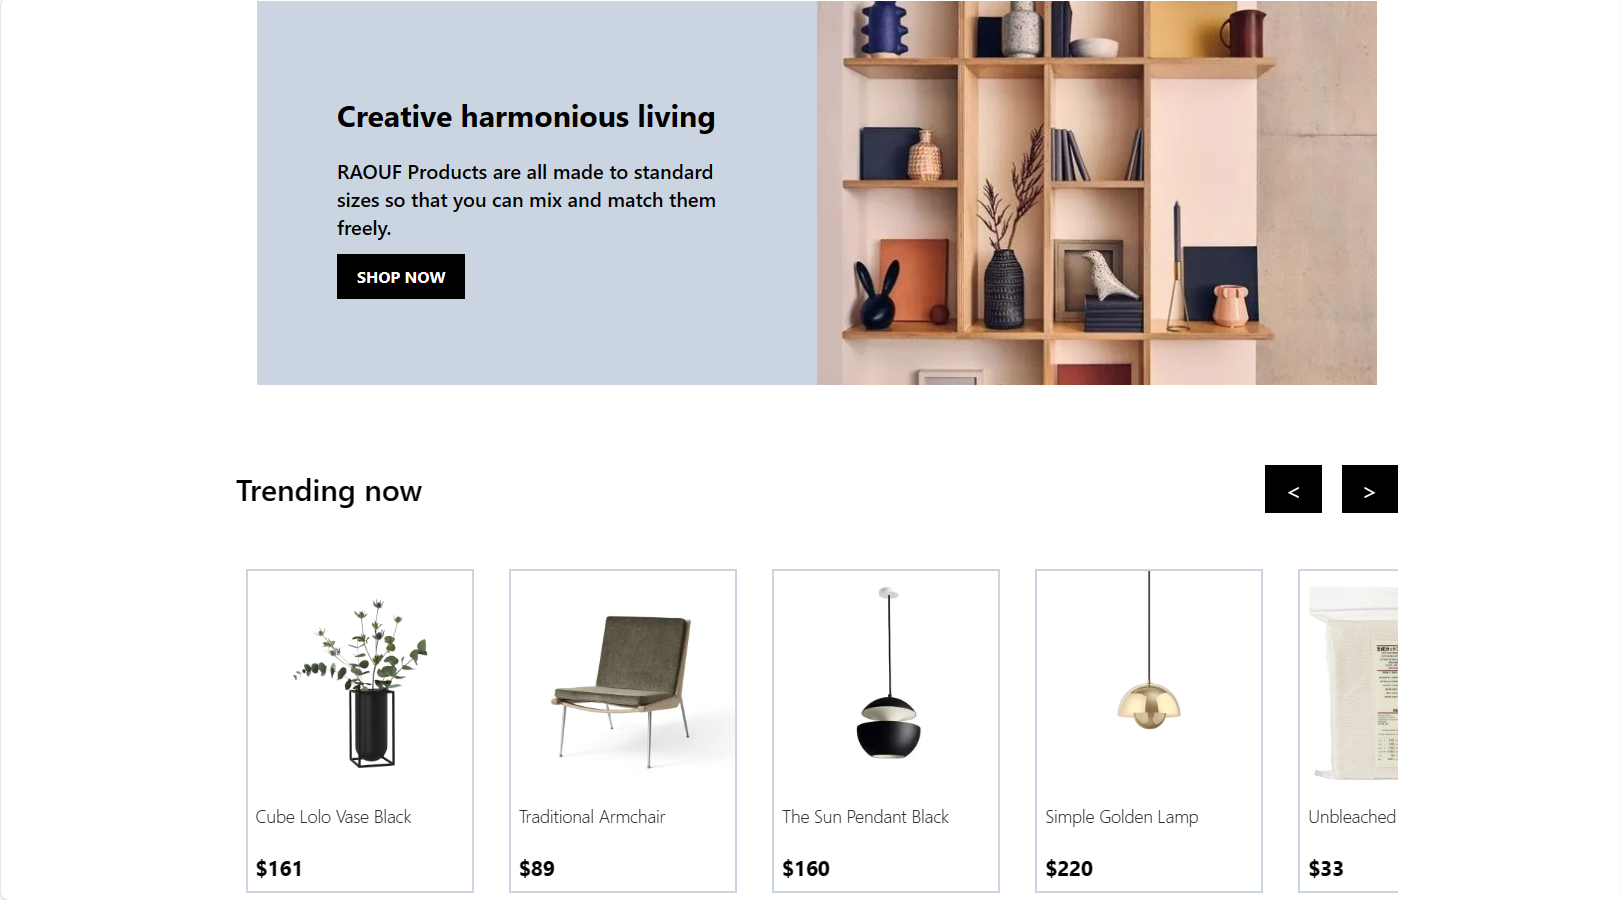 Creative harmonious living
RAOUF Products are all made to standard
sizes so that you can mix and match them
freely.
SHOP NOW
Trending now
< >
Cube Lolo Vase Black
$161
Traditional Armchair
$89
The Sun Pendant Black
$160
Simple Golden Lamp
$220
Unbleached
$33